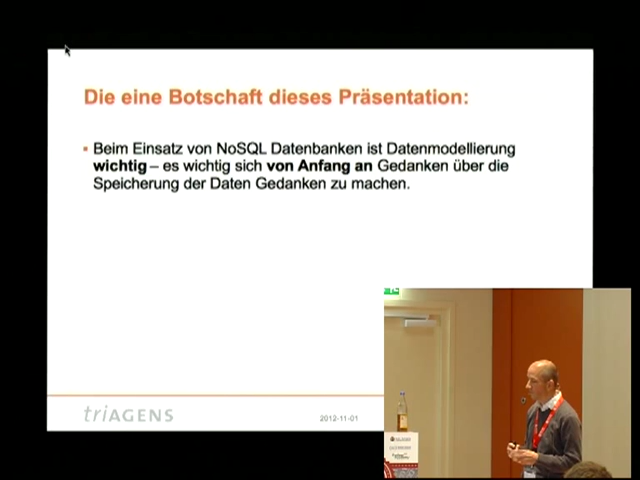 Die eine Botschaft dieses Präsentation:
Beim Einsatz von NoSQL Datenbanken ist Datenmodellierung
wichtig – es wichtig sich von Anfang an Gedanken über die
Speicherung der Daten Gedanken zu machen.
triAGENS
2012-11-01